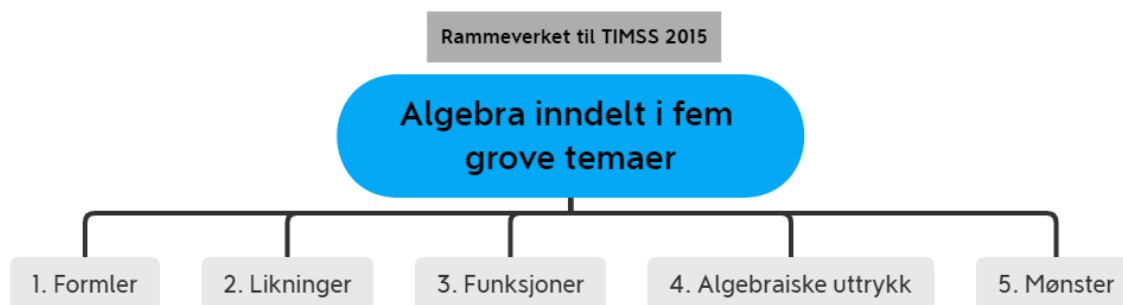 Rammeverket til TIMSS 2015
Algebra inndelt i fem
grove temaer
1. Formler
2. Likninger
3. Funksjoner
4. Algebraiske uttrykk
5. Mønster